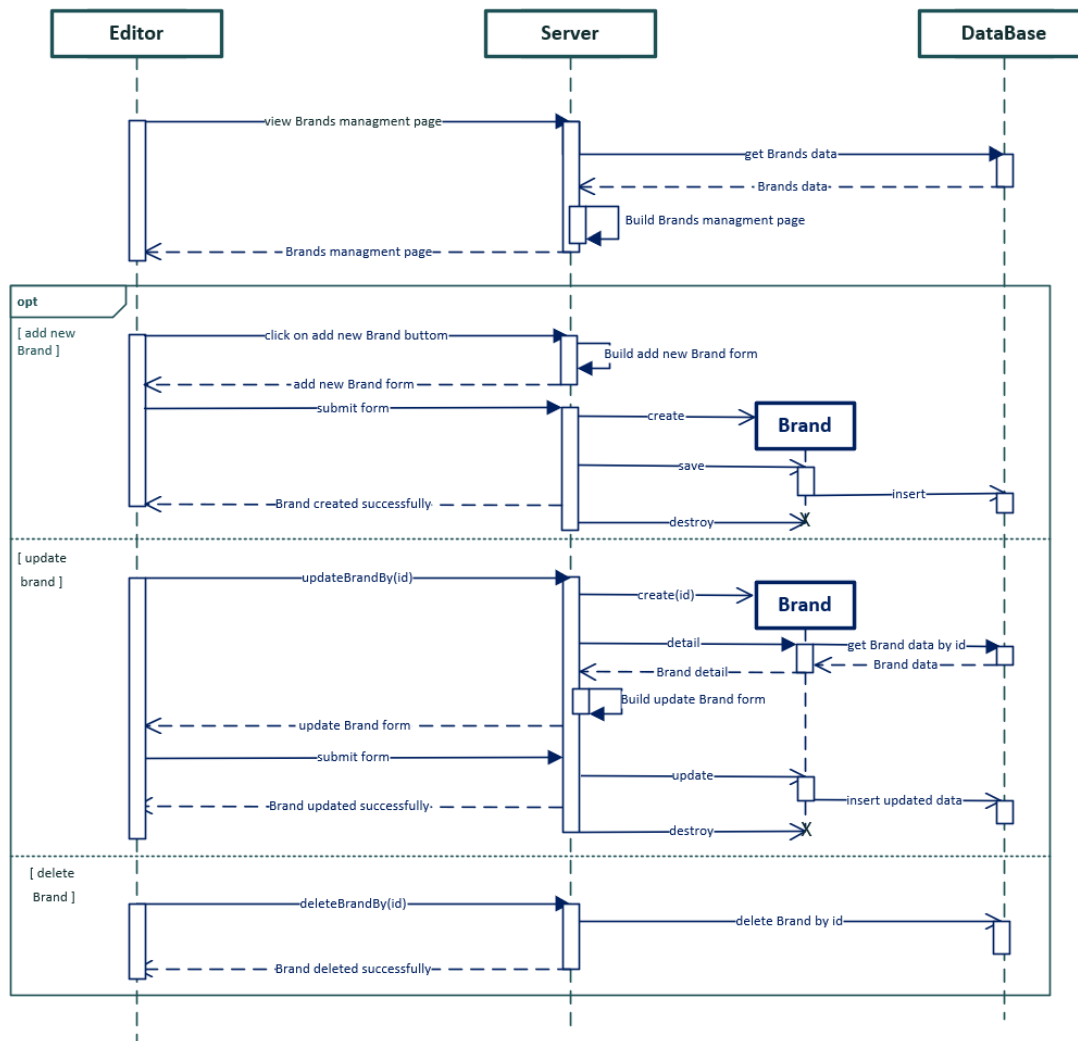 Editor
Server
DataBase
view Brands managment page
get Brands data
Brands data
Build Brands managment page
Brands managment page
opt
[ add new
Brand ]
click on add new Brand buttom
Build add new Brand form
add new Brand form
submit form
create
Brand
save
insert
Brand created successfully
destroy
X
[ update
brand ]
updateBrandBy(id)
create(id)
Brand
detail
get Brand data by id
Brand data
Brand detail
Build update Brand form
update Brand form
submit form
update
insert updated data
Brand updated successfully
destroy
X
[ delete
Brand ]
deleteBrandBy(id)
delete Brand by id
Brand deleted successfully